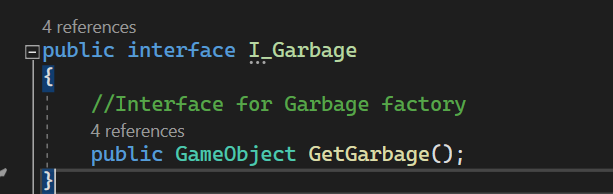 4 references
public interface I_Garbage
{
//Interface for Garbage factory
4 references
public GameObject GetGarbage();
}